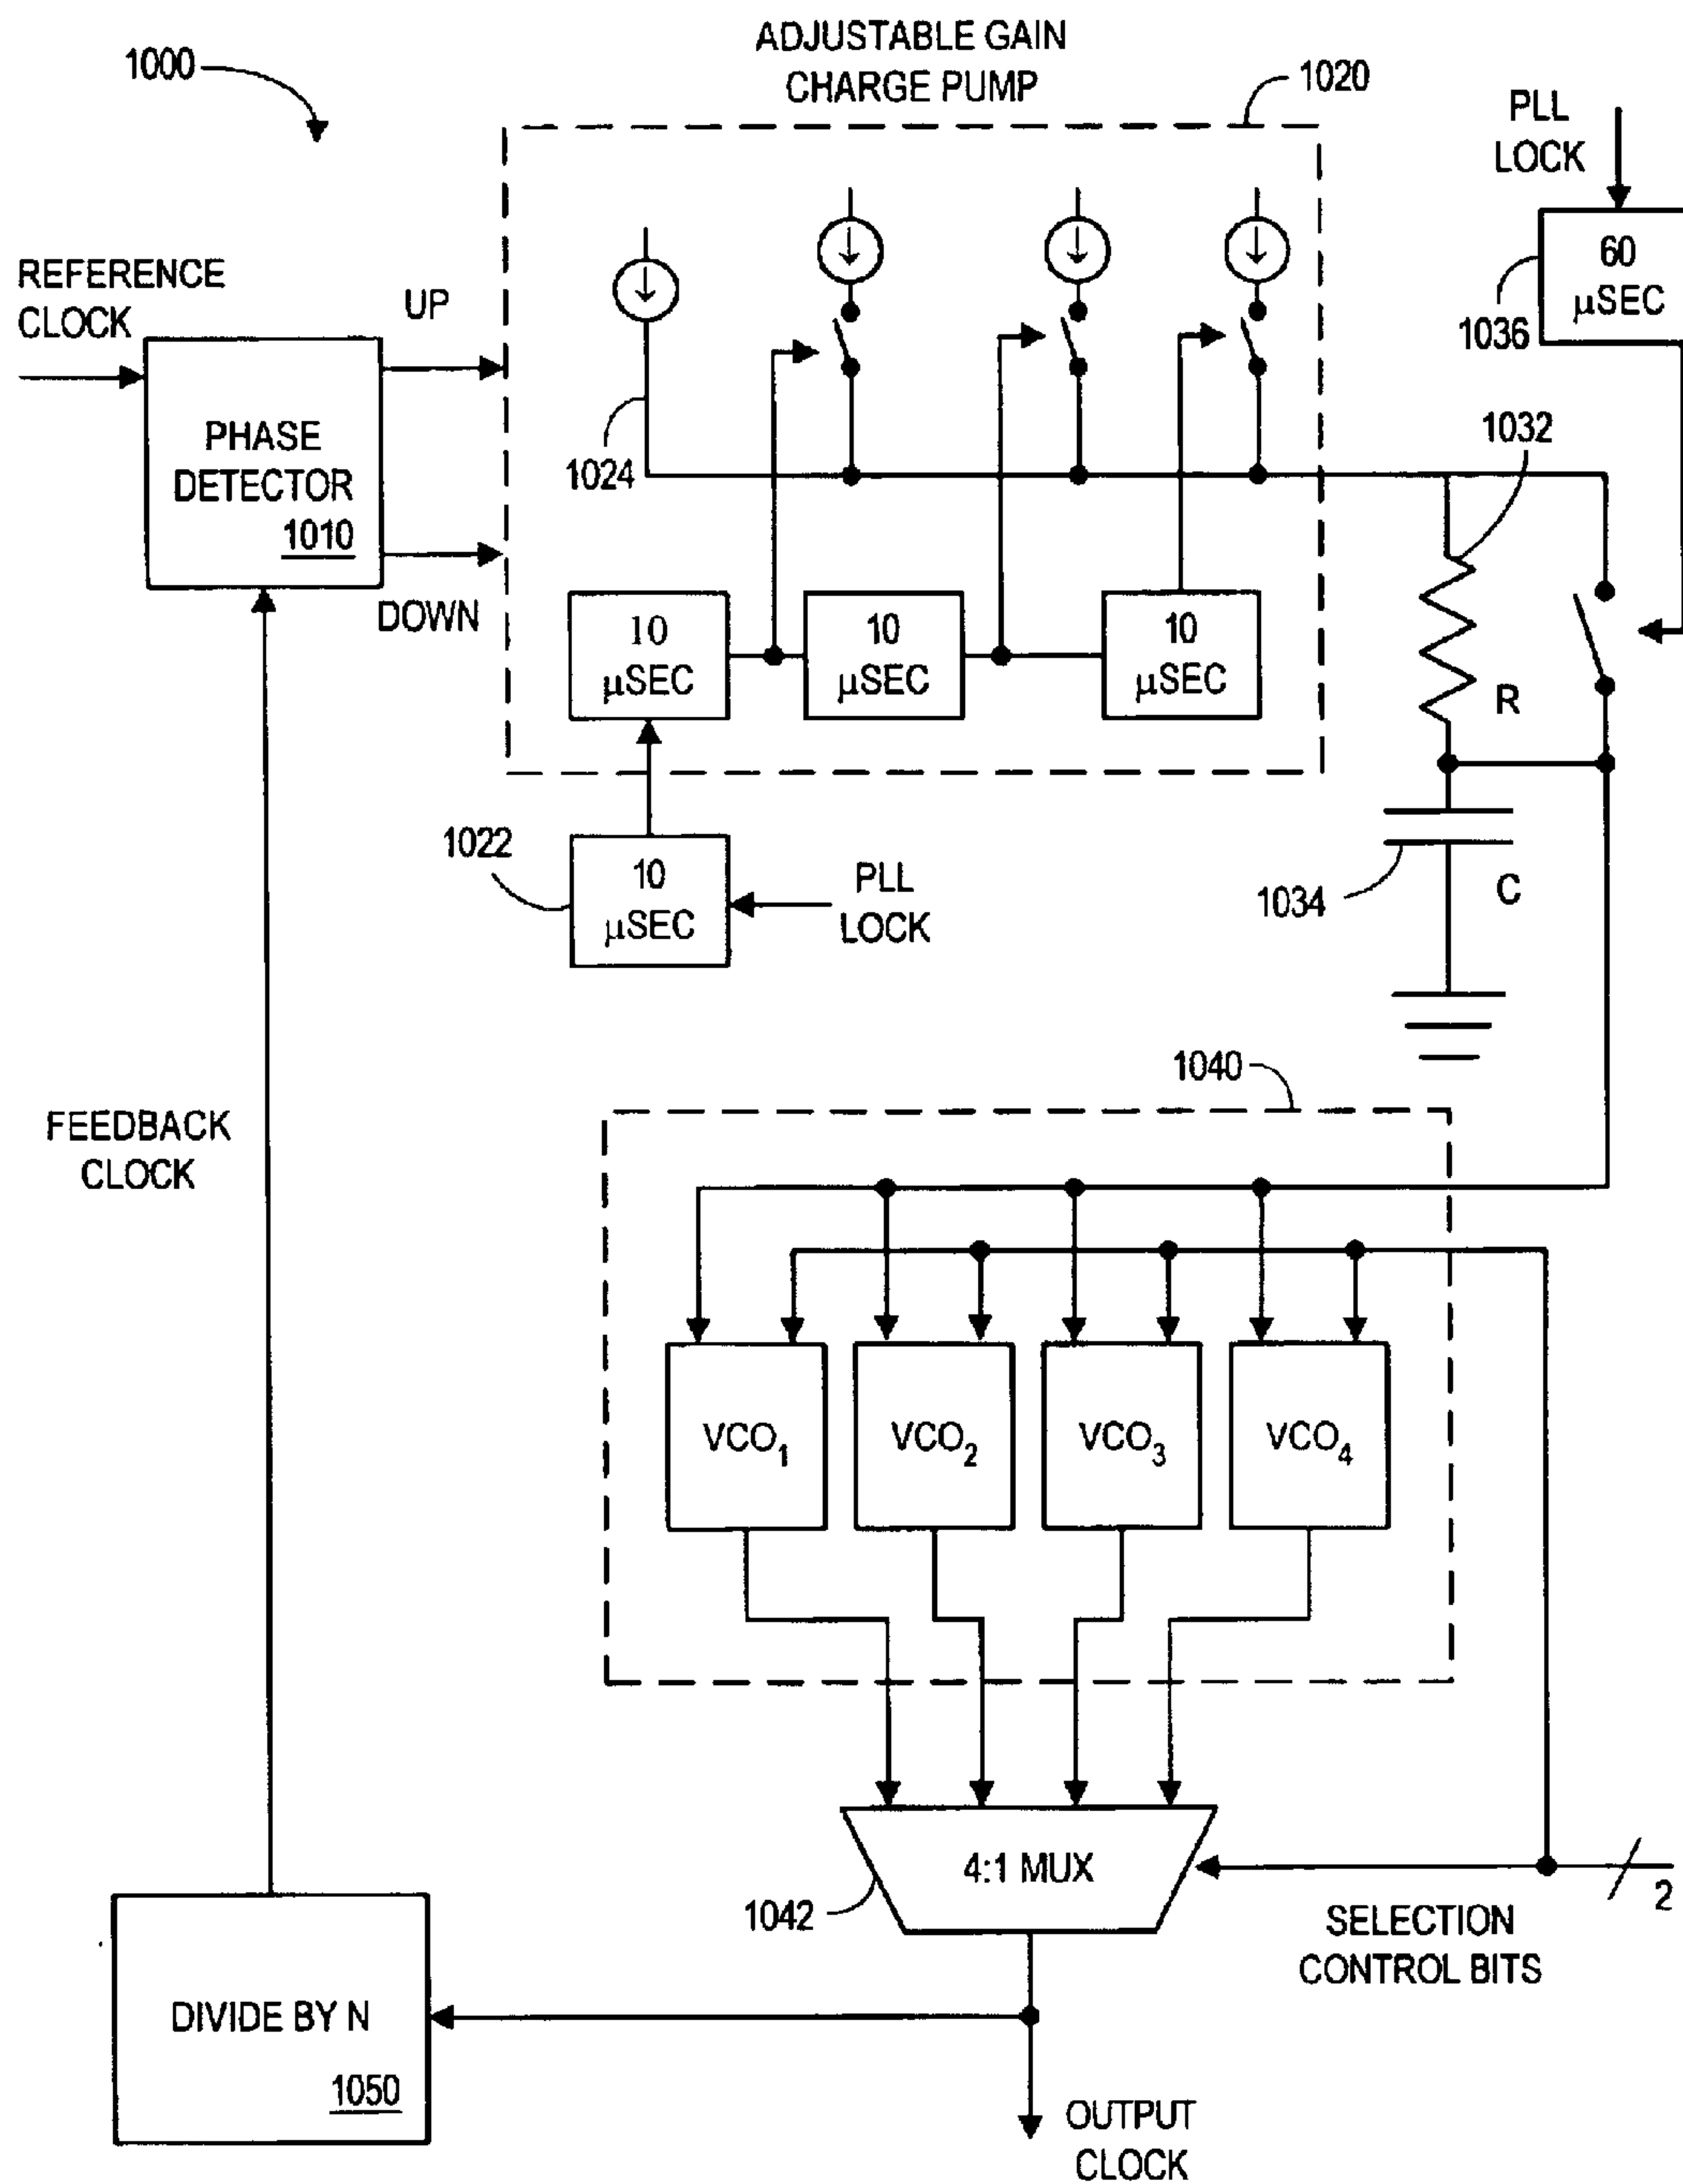 ADJUSTABLE GAIN
CHARGE PUMP
1000
1020
PLL
LOCK
60
µSEC
1036
REFERENCE
CLOCK
UP
PHASE
DETECTOR
1010
DOWN
1024
1032
10
µSEC
10
µSEC
10
µSEC
R
1022
10
µSEC
PLL
LOCK
1034
C
1040
FEEDBACK
CLOCK
VCO1
VCO2
VCO3
VCO4
4:1 MUX
1042
2
SELECTION
CONTROL BITS
DIVIDE BY N
1050
OUTPUT
CLOCK